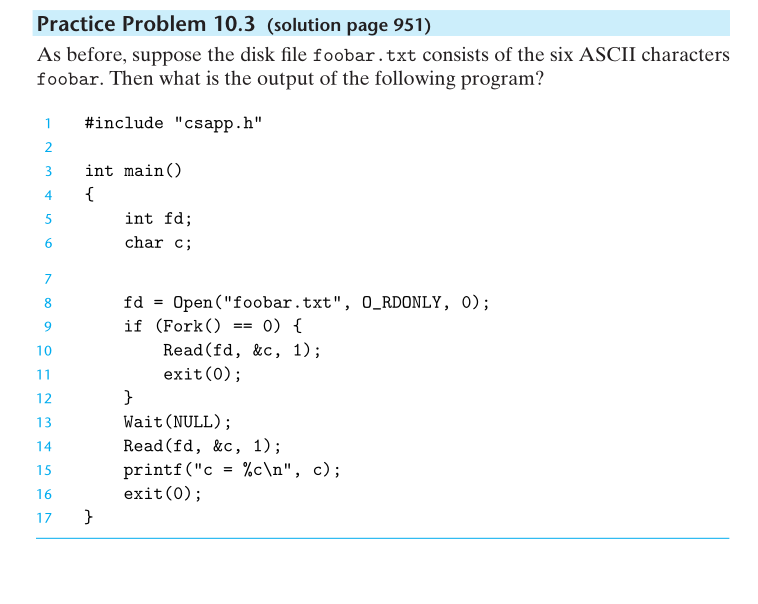 Practice Problem 10.3 (solution page 951)
As before, suppose the disk file foobar.txt consists of the six ASCII characters
foobar. Then what is the output of the following program?
1 #include "csapp.h"
2
3 int main()
4 {
5 int fd;
6 char c;
7
8 fd = Open("foobar.txt", O_RDONLY, 0);
9 if (Fork() == 0) {
10 Read(fd, &c, 1);
11 exit(0);
12 }
13 Wait(NULL);
14 Read(fd, &c, 1);
15 printf("c = %c\n", c);
16 exit(0);
17 }